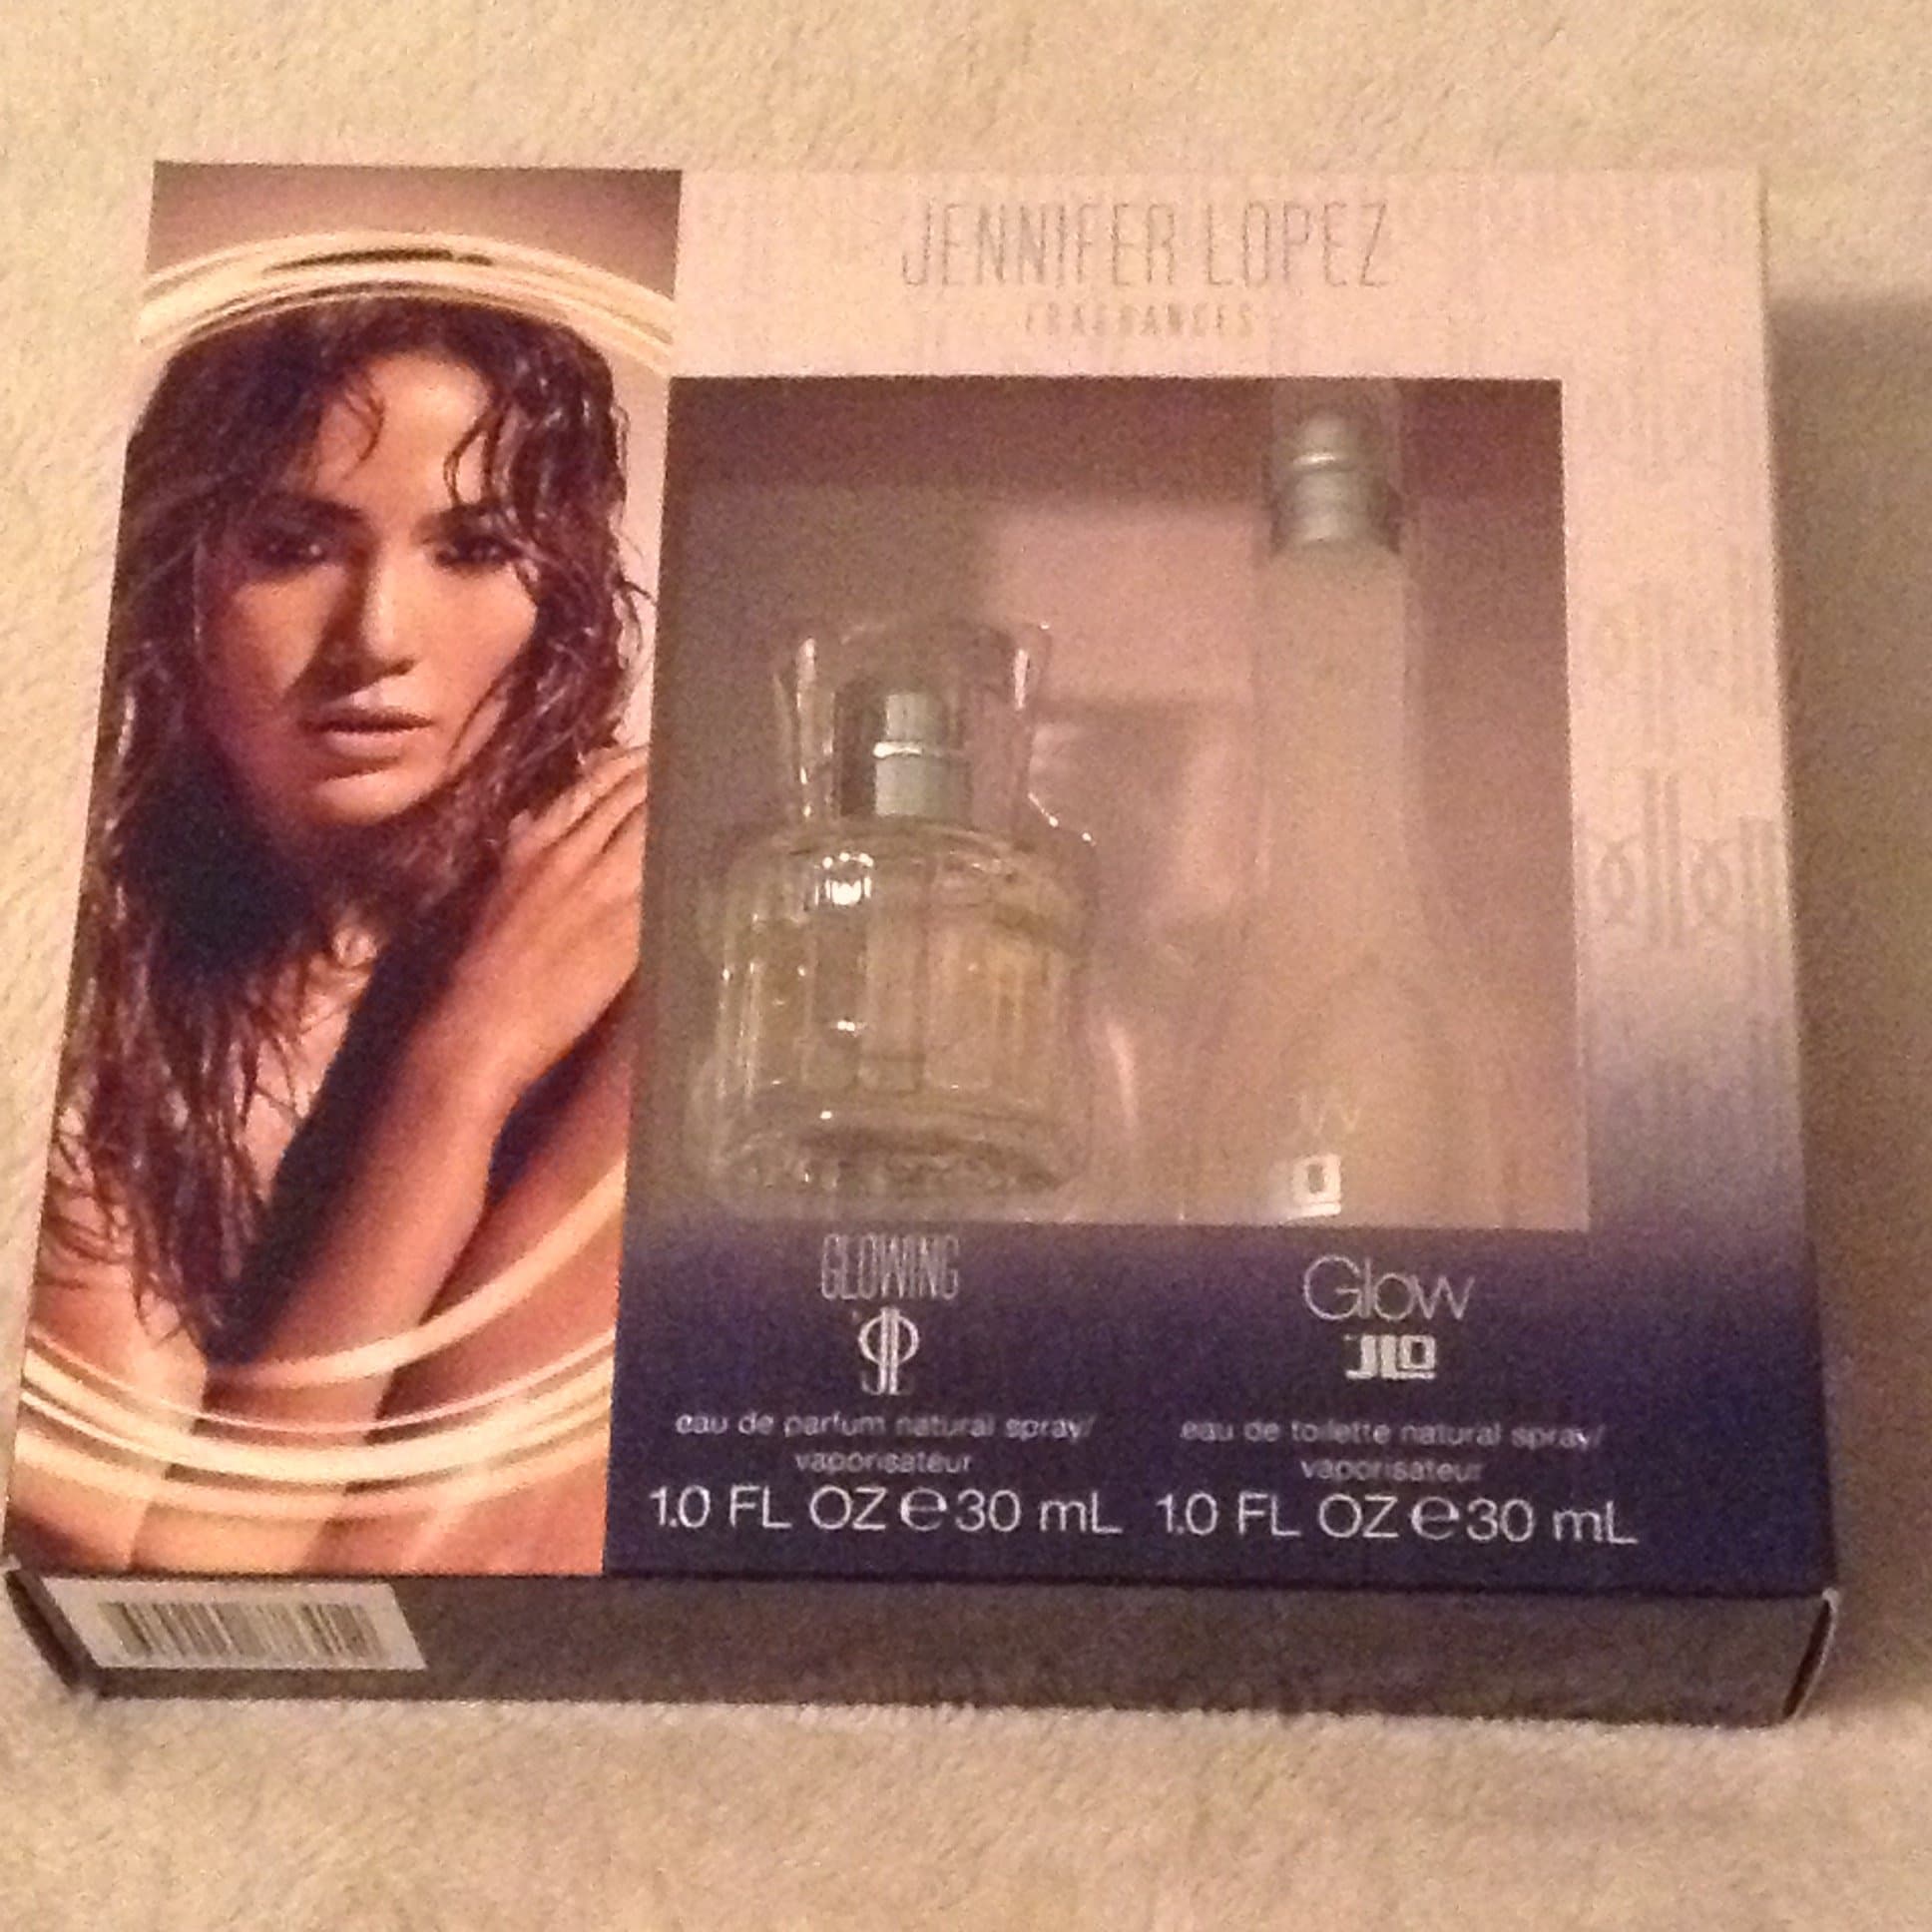 JENNIFER LOPEZ
FRAGRANCES
GLOWING
JL
eau de parfum natural spray/
vaporisateur
1.0 FL OZ e 30 mL
Glow
JLO
eau de toilette natural spray/
vaporisateur
1.0 FL OZ e 30 mL